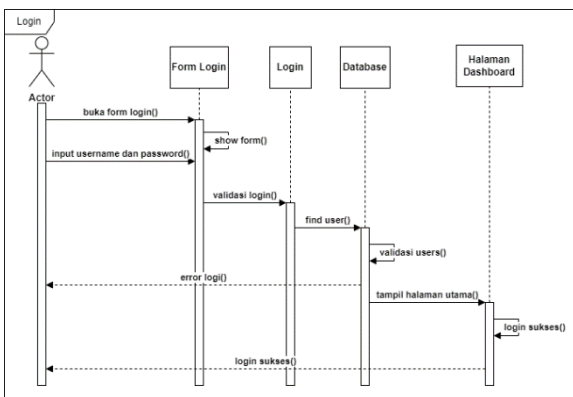 Login
Form Login
Login
Database
Halaman
Dashboard
Actor
buka form login()
show form()
input username dan password()
validasi login()
find user()
validasi users()
error logi()
tampil halaman utama()
login sukses()
login sukses()